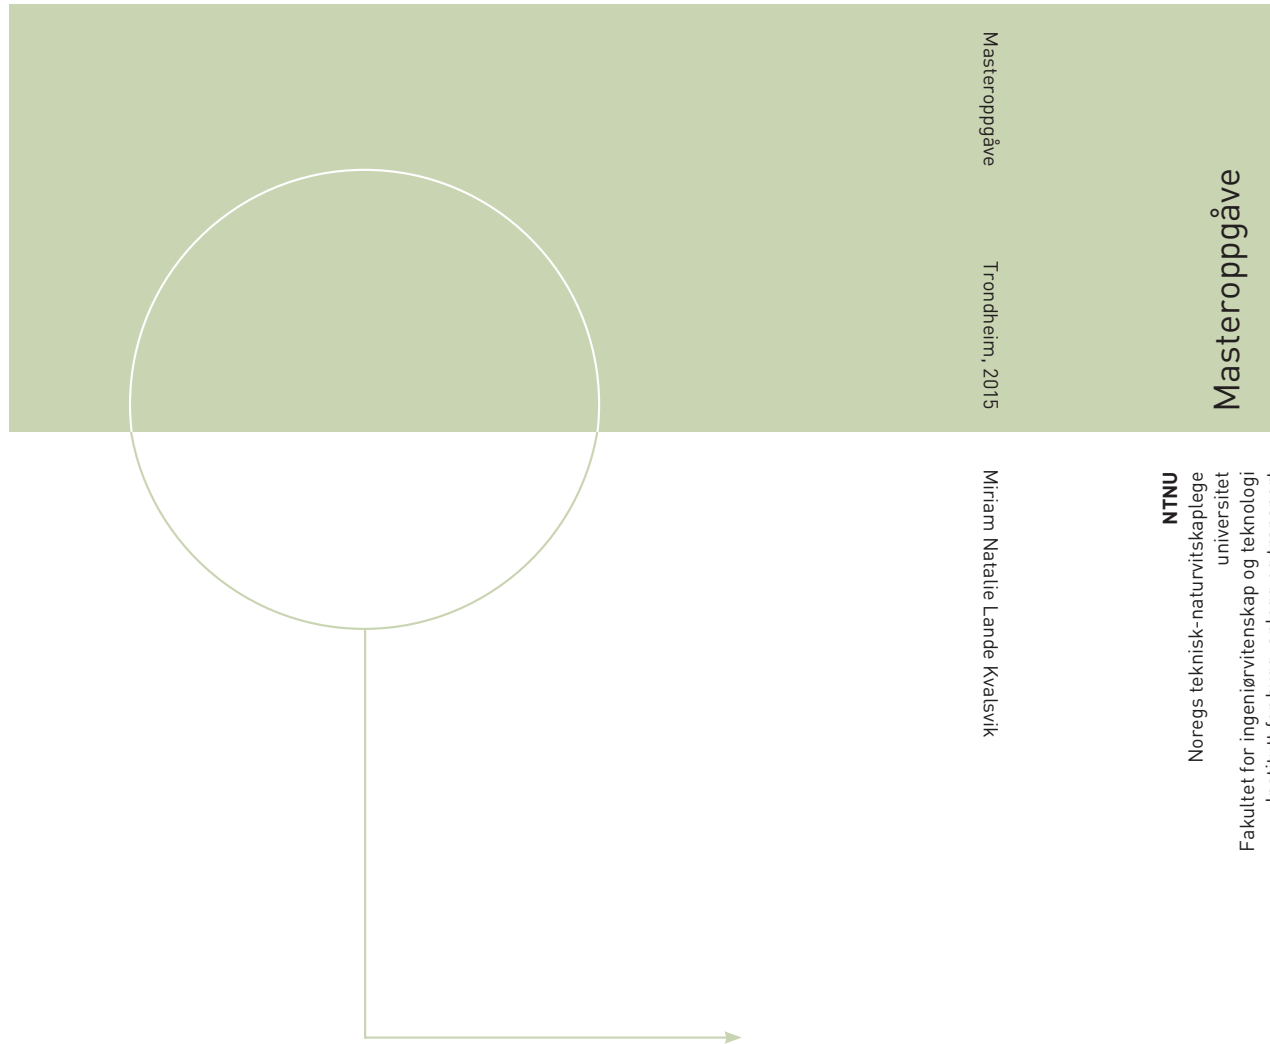 Masteroppgåve
Trondheim, 2015
Miriam Natalie Lande Kvalsvik
Masteroppgåve
NTNU
Noregs teknisk-naturvitskaplege
universitet
Fakultet for ingeniørvitenskap og teknologi